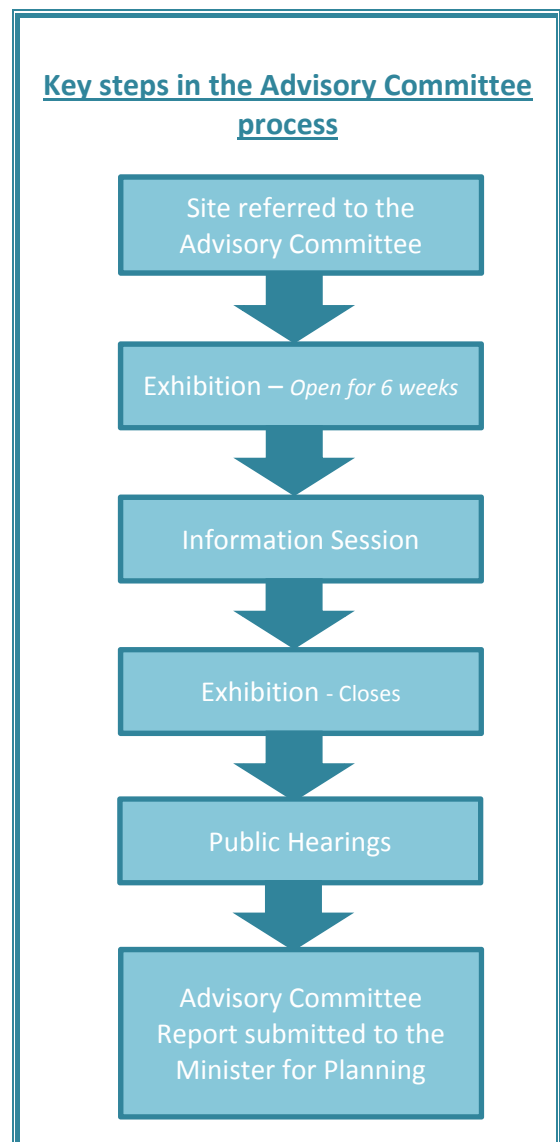 Key steps in the Advisory Committee
process
Site referred to the
Advisory Committee
Exhibition – Open for 6 weeks
Information Session
Exhibition - Closes
Public Hearings
Advisory Committee
Report submitted to the
Minister for Planning